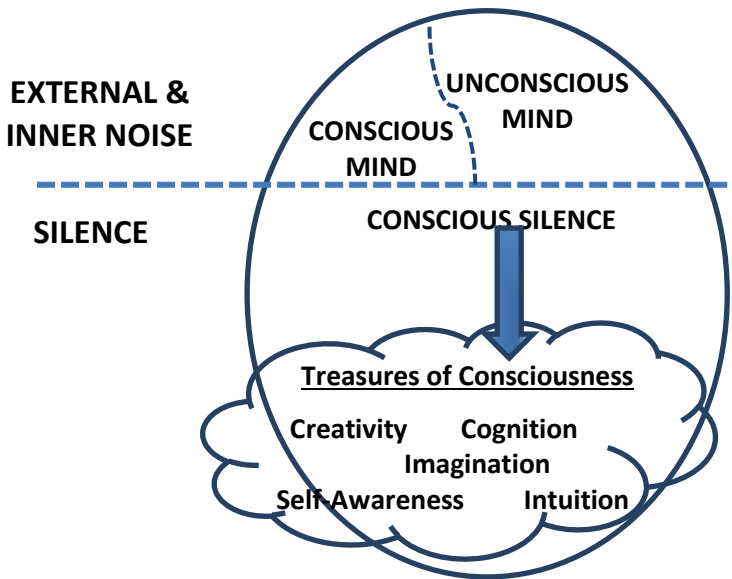 EXTERNAL &
INNER NOISE
CONSCIOUS
MIND
UNCONSCIOUS
MIND
SILENCE
CONSCIOUS SILENCE
Treasures of Consciousness
Creativity Cognition
Imagination
Self-Awareness Intuition